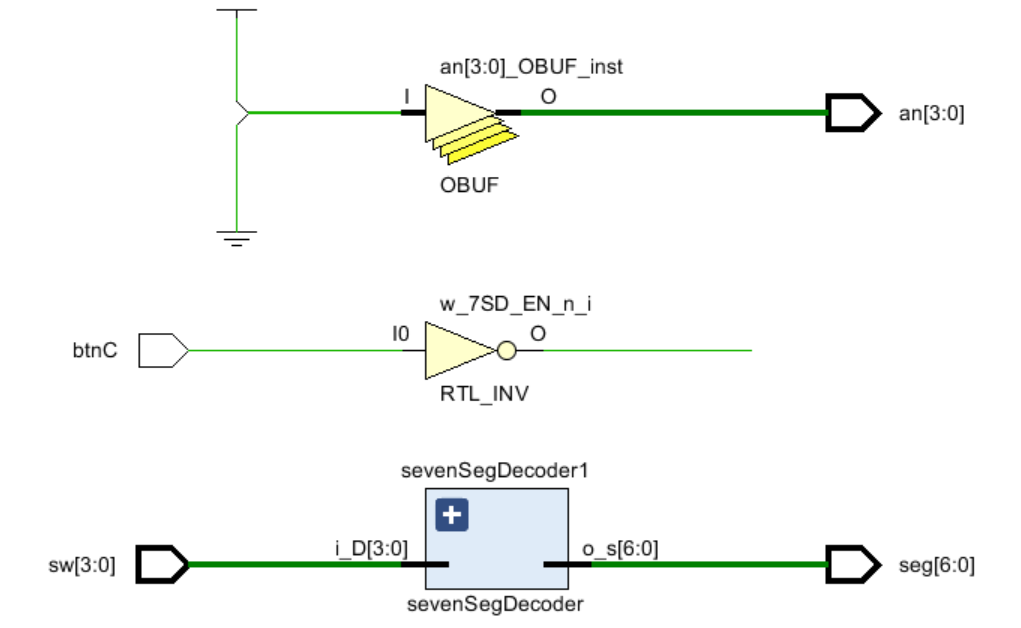 an[3:0]_OBUF_inst
I
O
an[3:0]
OBUF
w_7SD_EN_n_i
I0
O
btnC
RTL_INV
sevenSegDecoder1
i_D[3:0]
o_s[6:0]
sw[3:0]
seg[6:0]
sevenSegDecoder